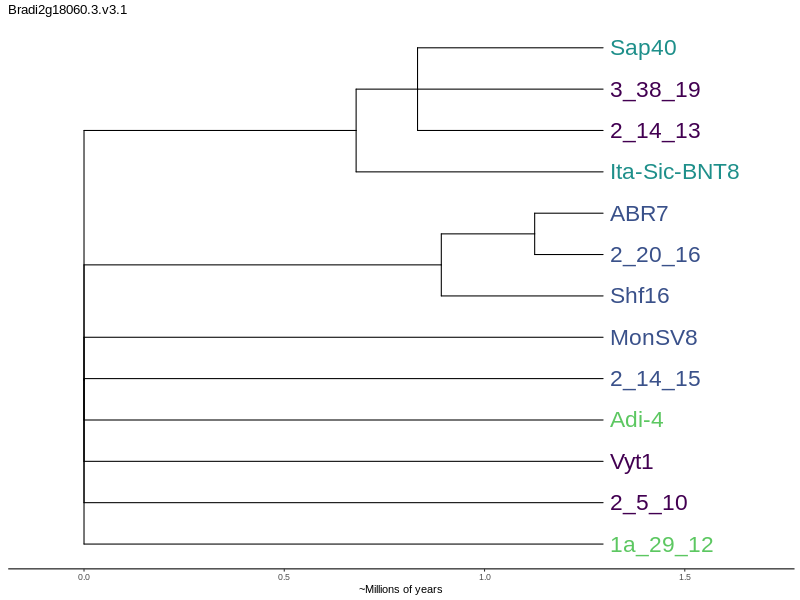 Bradi2g18060.3.v3.1
Sap40
3_38_19
2_14_13
Ita-Sic-BNT8
ABR7
2_20_16
Shf16
MonSV8
2_14_15
Adi-4
Vyt1
2_5_10
1a_29_12
0.0 0.5 1.0 1.5
~Millions of years